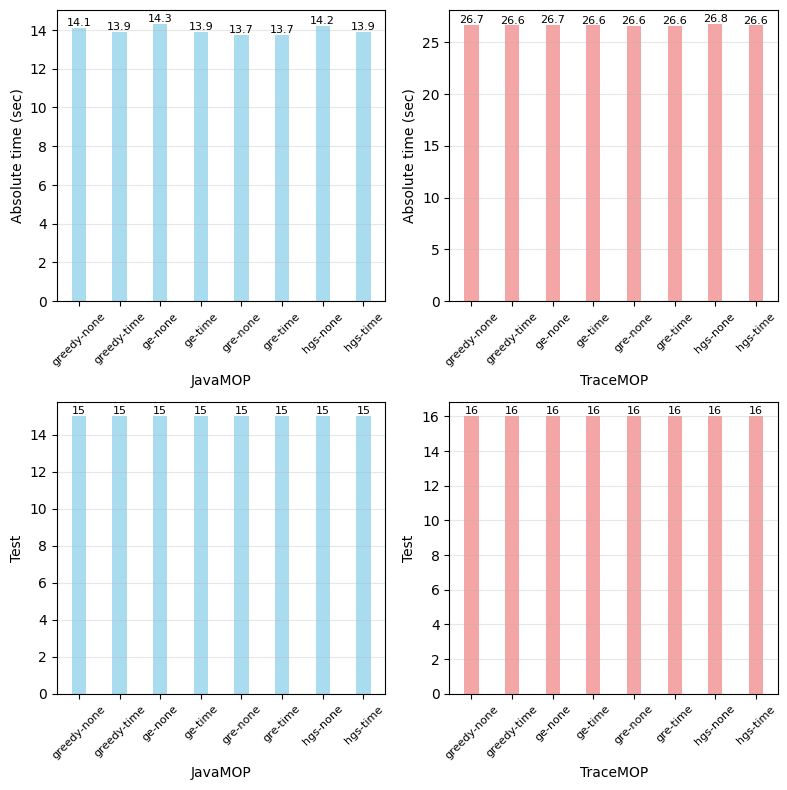 Absolute time (sec)
14
12
10
8
6
4
2
0
14.1
13.9
14.3
13.9
13.7
13.7
14.2
13.9
greedy-none
greedy-time
ge-none
ge-time
gre-none
gre-time
hgs-none
hgs-time
JavaMOP
Absolute time (sec)
25
20
15
10
5
0
26.7
26.6
26.7
26.6
26.6
26.6
26.8
26.6
greedy-none
greedy-time
ge-none
ge-time
gre-none
gre-time
hgs-none
hgs-time
TraceMOP
Test
14
12
10
8
6
4
2
0
15
15
15
15
15
15
15
15
greedy-none
greedy-time
ge-none
ge-time
gre-none
gre-time
hgs-none
hgs-time
JavaMOP
Test
16
14
12
10
8
6
4
2
0
16
16
16
16
16
16
16
16
greedy-none
greedy-time
ge-none
ge-time
gre-none
gre-time
hgs-none
hgs-time
TraceMOP